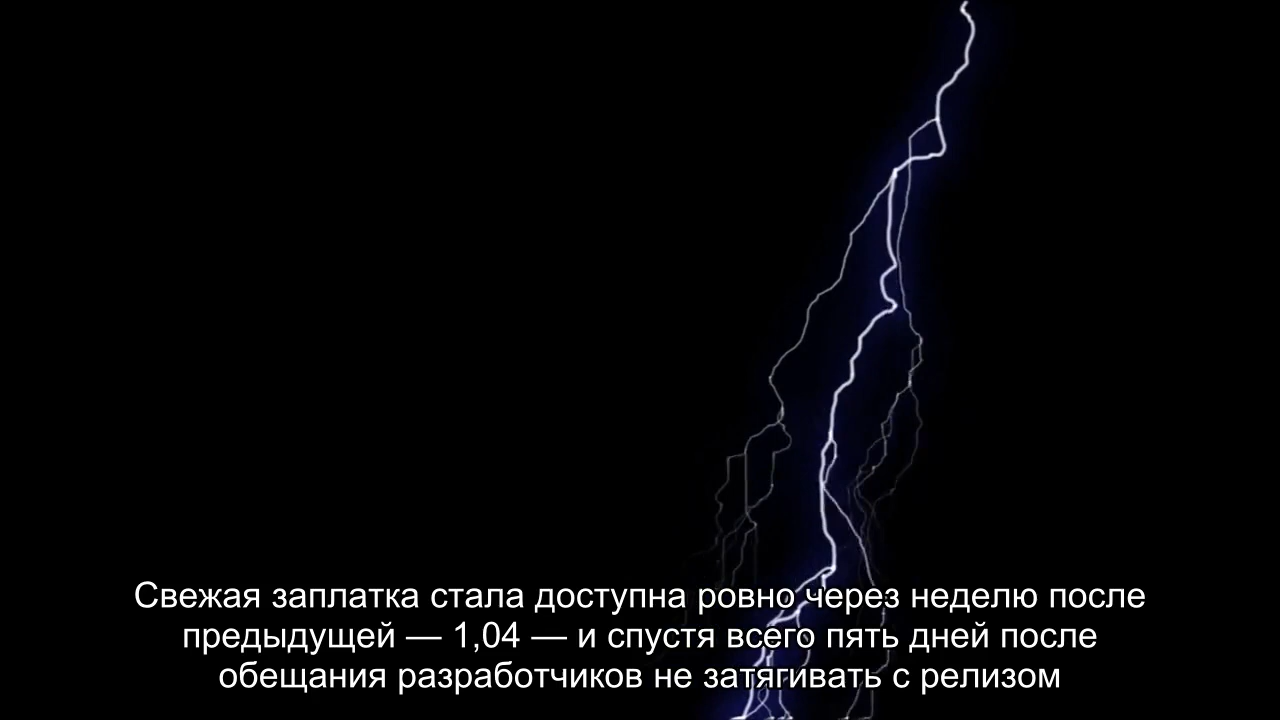 Свежая заплатка стала доступна ровно через неделю после
предыдущей — 1,04 — и спустя всего пять дней после
обещания разработчиков не затягивать с релизом